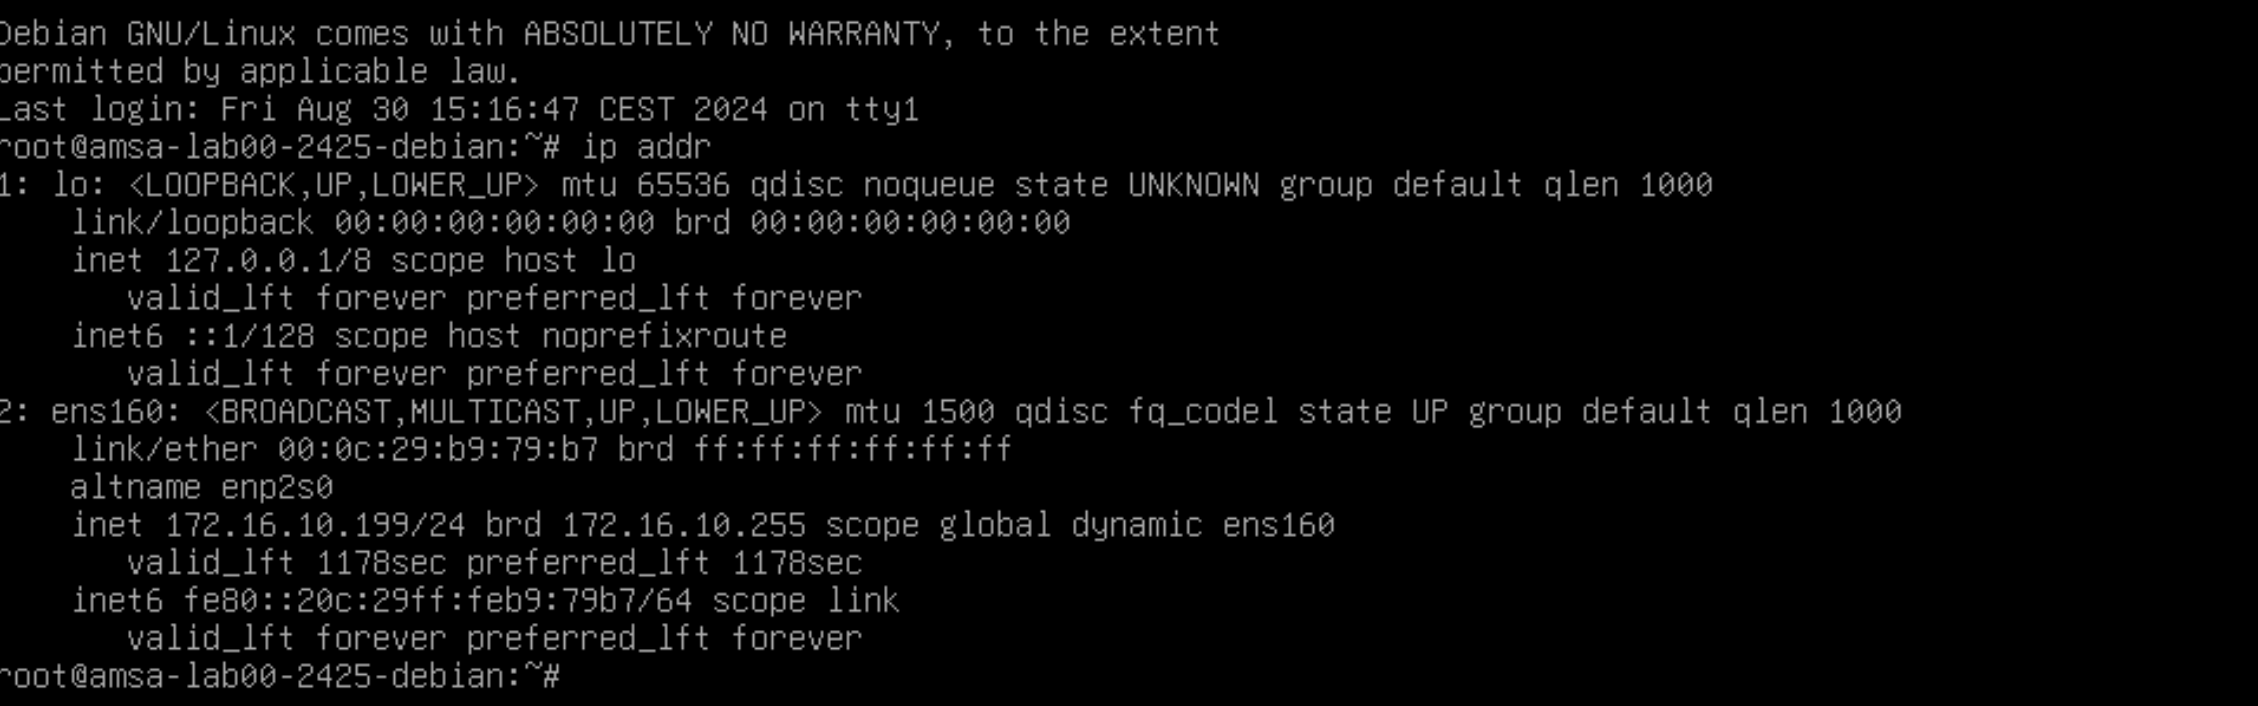 Debian GNU/Linux comes with ABSOLUTELY NO WARRANTY, to the extent
permitted by applicable law.
Last login: Fri Aug 30 15:16:47 CEST 2024 on tty1
root@amsa-lab00-2425-debian:~# ip addr
1: lo: <LOOPBACK,UP,LOWER_UP> mtu 65536 qdisc noqueue state UNKNOWN group default qlen 1000
    link/loopback 00:00:00:00:00:00 brd 00:00:00:00:00:00
    inet 127.0.0.1/8 scope host lo
       valid_lft forever preferred_lft forever
    inet6 ::1/128 scope host noprefixroute
       valid_lft forever preferred_lft forever
2: ens160: <BROADCAST,MULTICAST,UP,LOWER_UP> mtu 1500 qdisc fq_codel state UP group default qlen 1000
    link/ether 00:0c:29:b9:79:b7 brd ff:ff:ff:ff:ff:ff
    altname enp2s0
    inet 172.16.10.199/24 brd 172.16.10.255 scope global dynamic ens160
       valid_lft 1178sec preferred_lft 1178sec
    inet6 fe80::20c:29ff:feb9:79b7/64 scope link
       valid_lft forever preferred_lft forever
root@amsa-lab00-2425-debian:~#